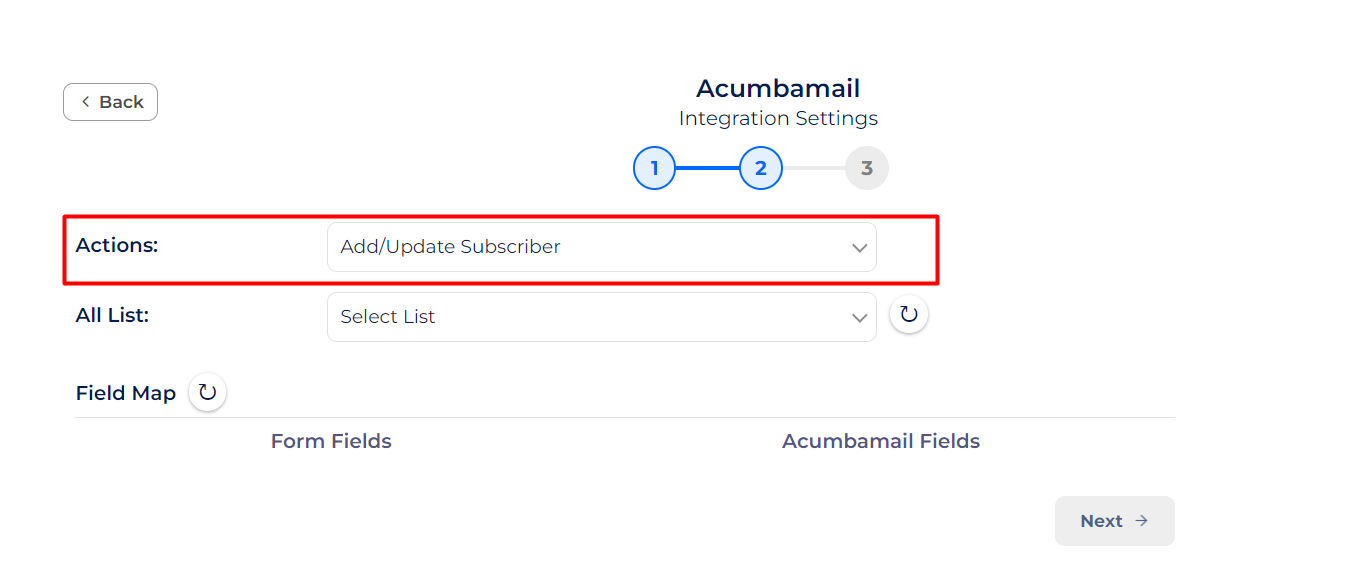 Back
Acumbamail
Integration Settings
1
2
3
Actions:
Add/Update Subscriber
All List:
Select List
Field Map
Form Fields
Acumbamail Fields
Next